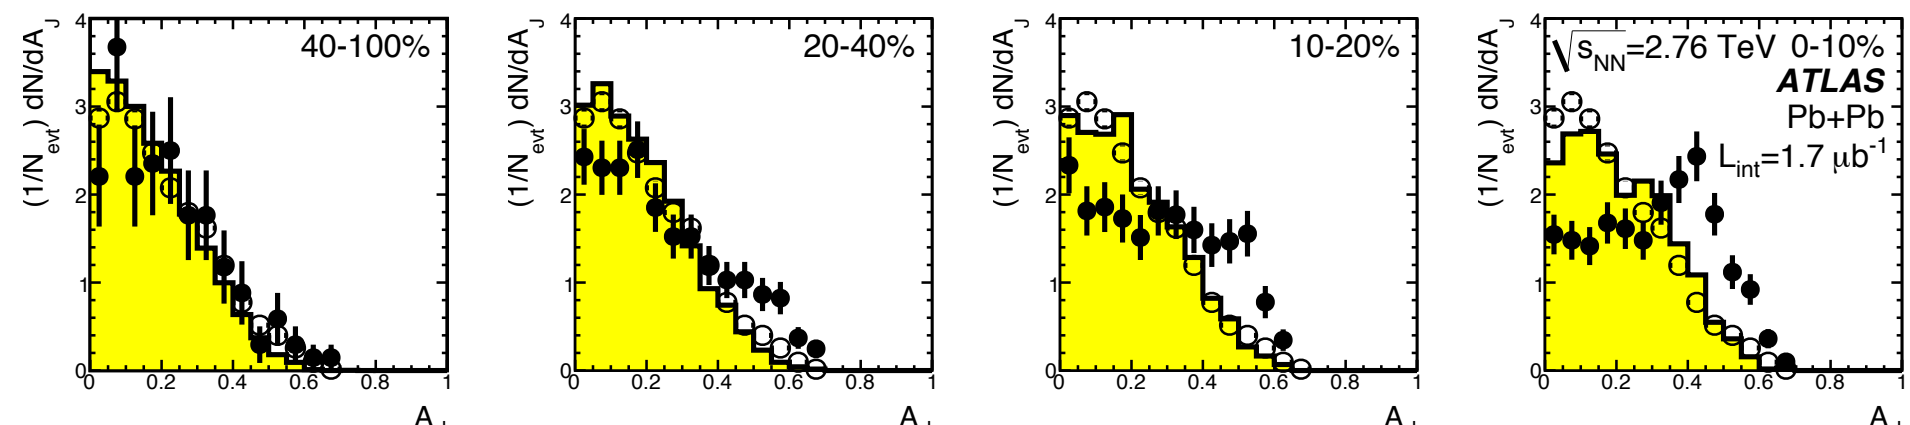 (1/N_evt) dN/dA_J
40-100%
4
3
2
1
0
0 0.2 0.4 0.6 0.8 1
A
(1/N_evt) dN/dA_J
20-40%
4
3
2
1
0
0 0.2 0.4 0.6 0.8 1
A
(1/N_evt) dN/dA_J
10-20%
4
3
2
1
0
0 0.2 0.4 0.6 0.8 1
A
(1/N_evt) dN/dA_J
√s_NN=2.76 TeV 0-10%
ATLAS
Pb+Pb
L_int=1.7 μb⁻¹
4
3
2
1
0
0 0.2 0.4 0.6 0.8 1
A